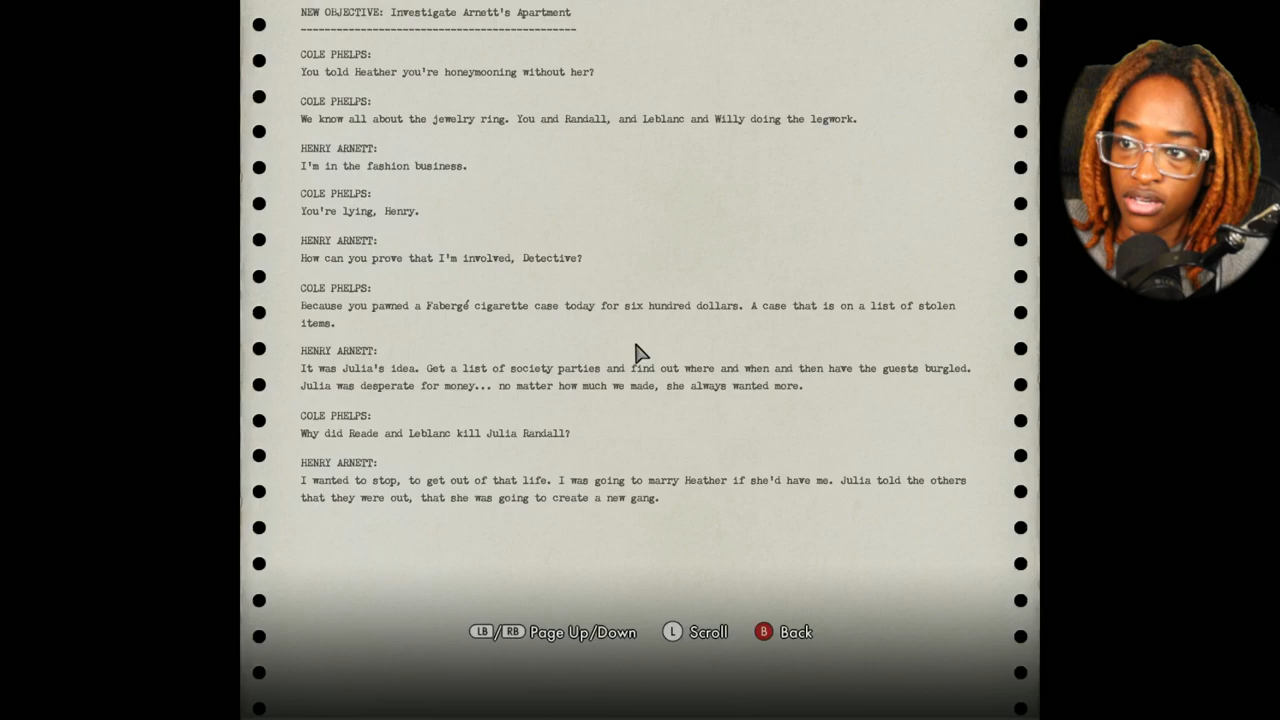 NEW OBJECTIVE: Investigate Arnett's Apartment
------------------------------------------------
COLE PHELPS:
You told Heather you're honeymooning without her?
COLE PHELPS:
We know all about the jewelry ring. You and Randall, and Leblanc and Willy doing the legwork.
HENRY ARNETT:
I'm in the fashion business.
COLE PHELPS:
You're lying, Henry.
HENRY ARNETT:
How can you prove that I'm involved, Detective?
COLE PHELPS:
Because you pawned a Fabergé cigarette case today for six hundred dollars. A case that is on a list of stolen
items.
HENRY ARNETT:
It was Julia's idea. Get a list of society parties and find out where and when and then have the guests burgled.
Julia was desperate for money... no matter how much we made, she always wanted more.
COLE PHELPS:
Why did Reade and Leblanc kill Julia Randall?
HENRY ARNETT:
I wanted to stop, to get out of that life. I was going to marry Heather if she'd have me. Julia told the others
that they were out, that she was going to create a new gang.
LB/RB Page Up/Down L Scroll B Back